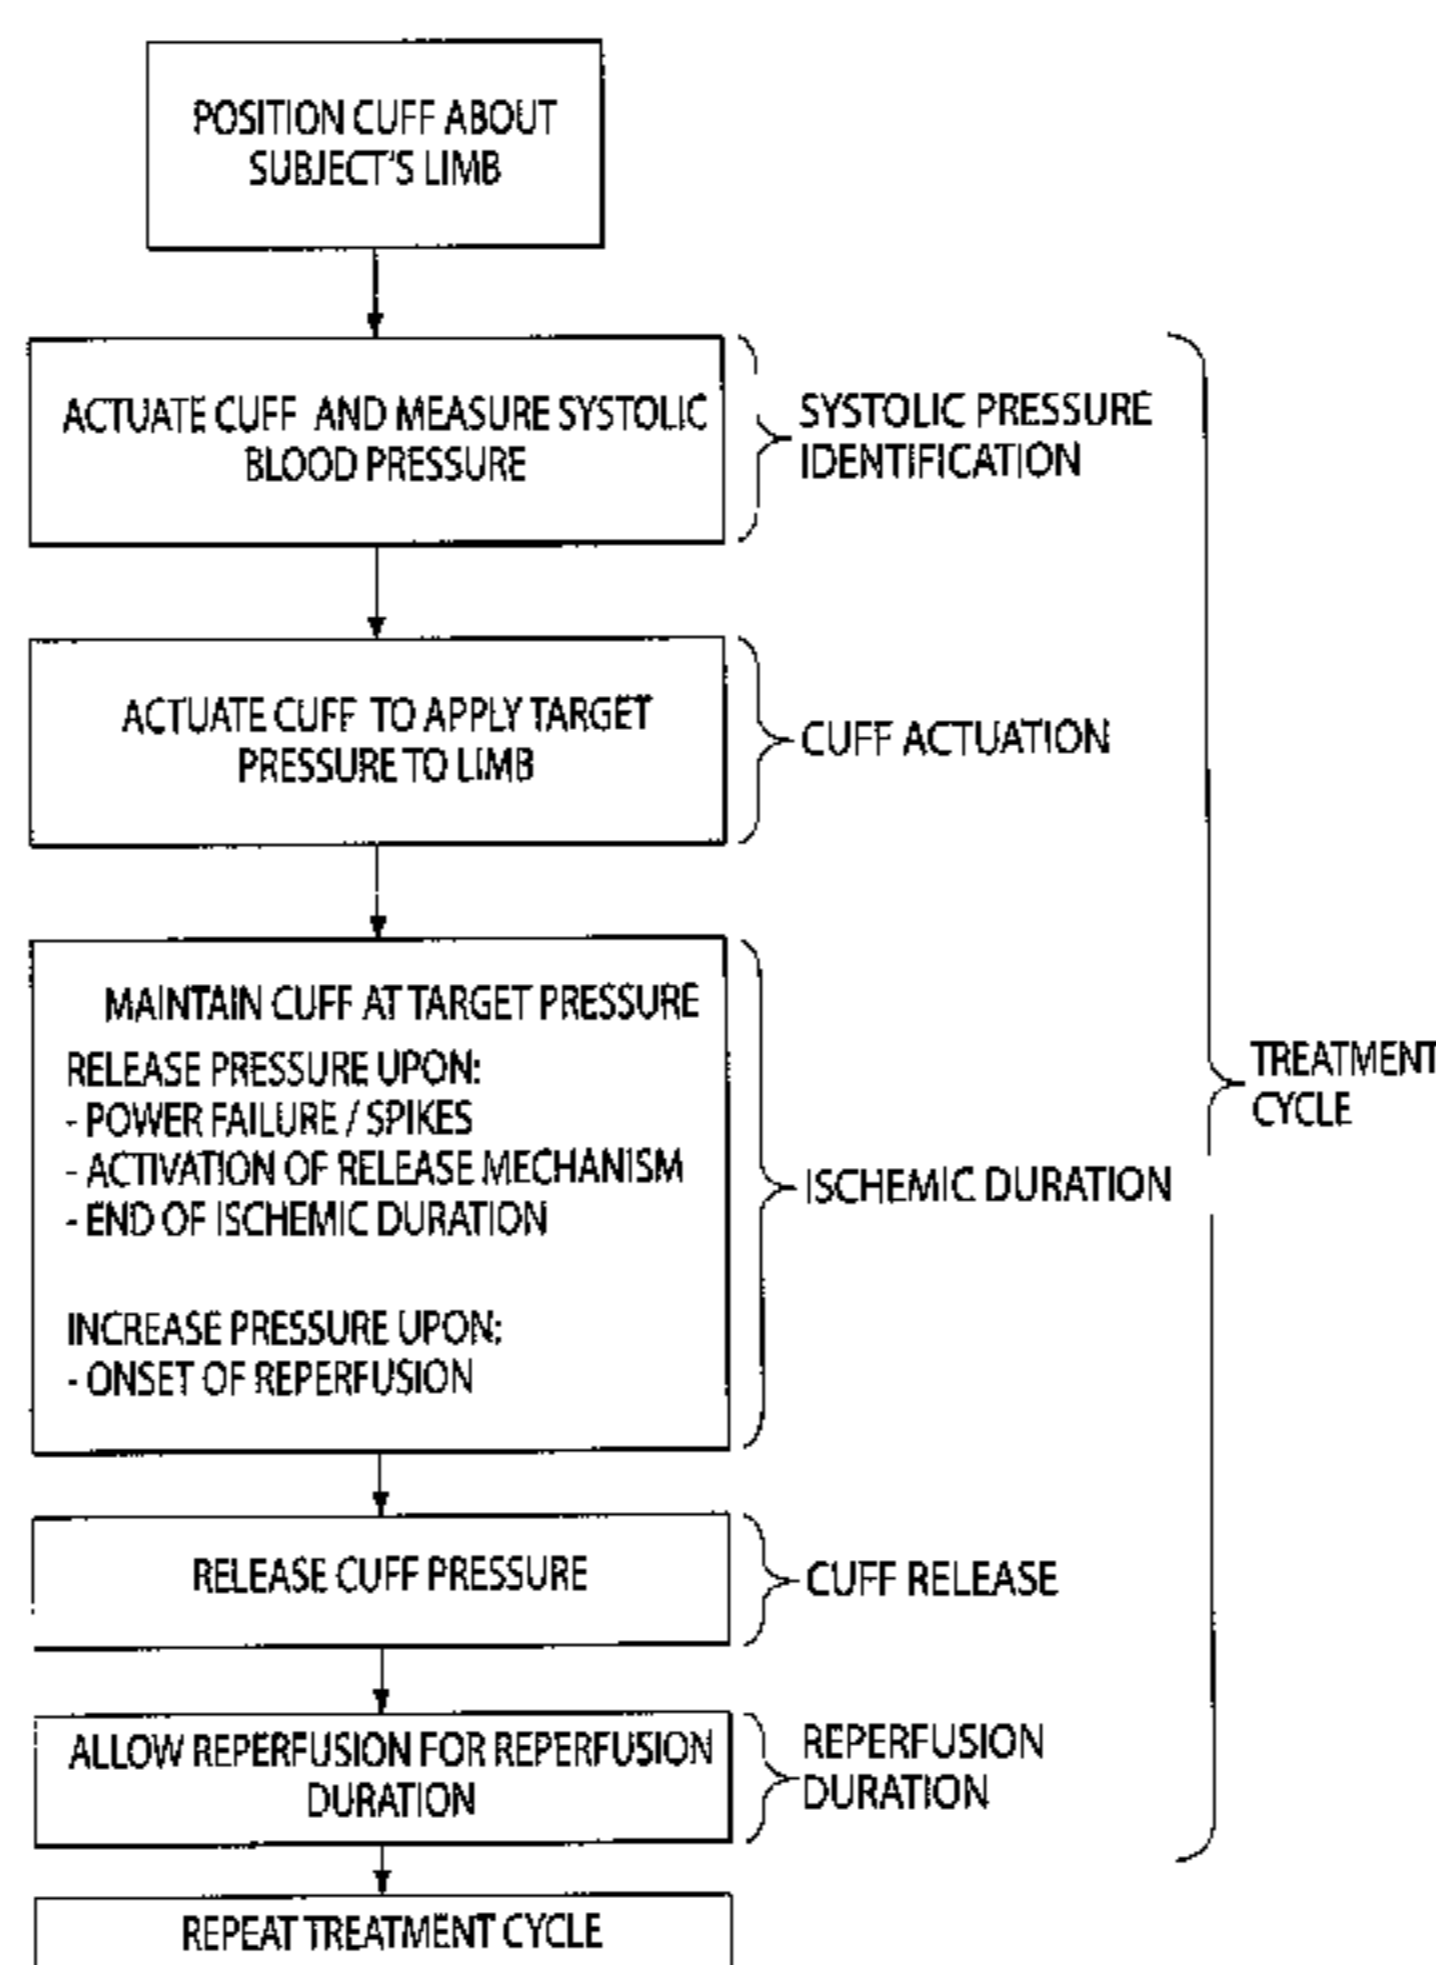 POSITION CUFF ABOUT
SUBJECT'S LIMB
ACTUATE CUFF AND MEASURE SYSTOLIC
BLOOD PRESSURE
SYSTOLIC PRESSURE
IDENTIFICATION
ACTUATE CUFF TO APPLY TARGET
PRESSURE TO LIMB
CUFF ACTUATION
MAINTAIN CUFF AT TARGET PRESSURE
RELEASE PRESSURE UPON:
- POWER FAILURE / SPIKES
- ACTIVATION OF RELEASE MECHANISM
- END OF ISCHEMIC DURATION
INCREASE PRESSURE UPON:
- ONSET OF REPERFUSION
ISCHEMIC DURATION
TREATMENT
CYCLE
RELEASE CUFF PRESSURE
CUFF RELEASE
ALLOW REPERFUSION FOR REPERFUSION
DURATION
REPERFUSION
DURATION
REPEAT TREATMENT CYCLE